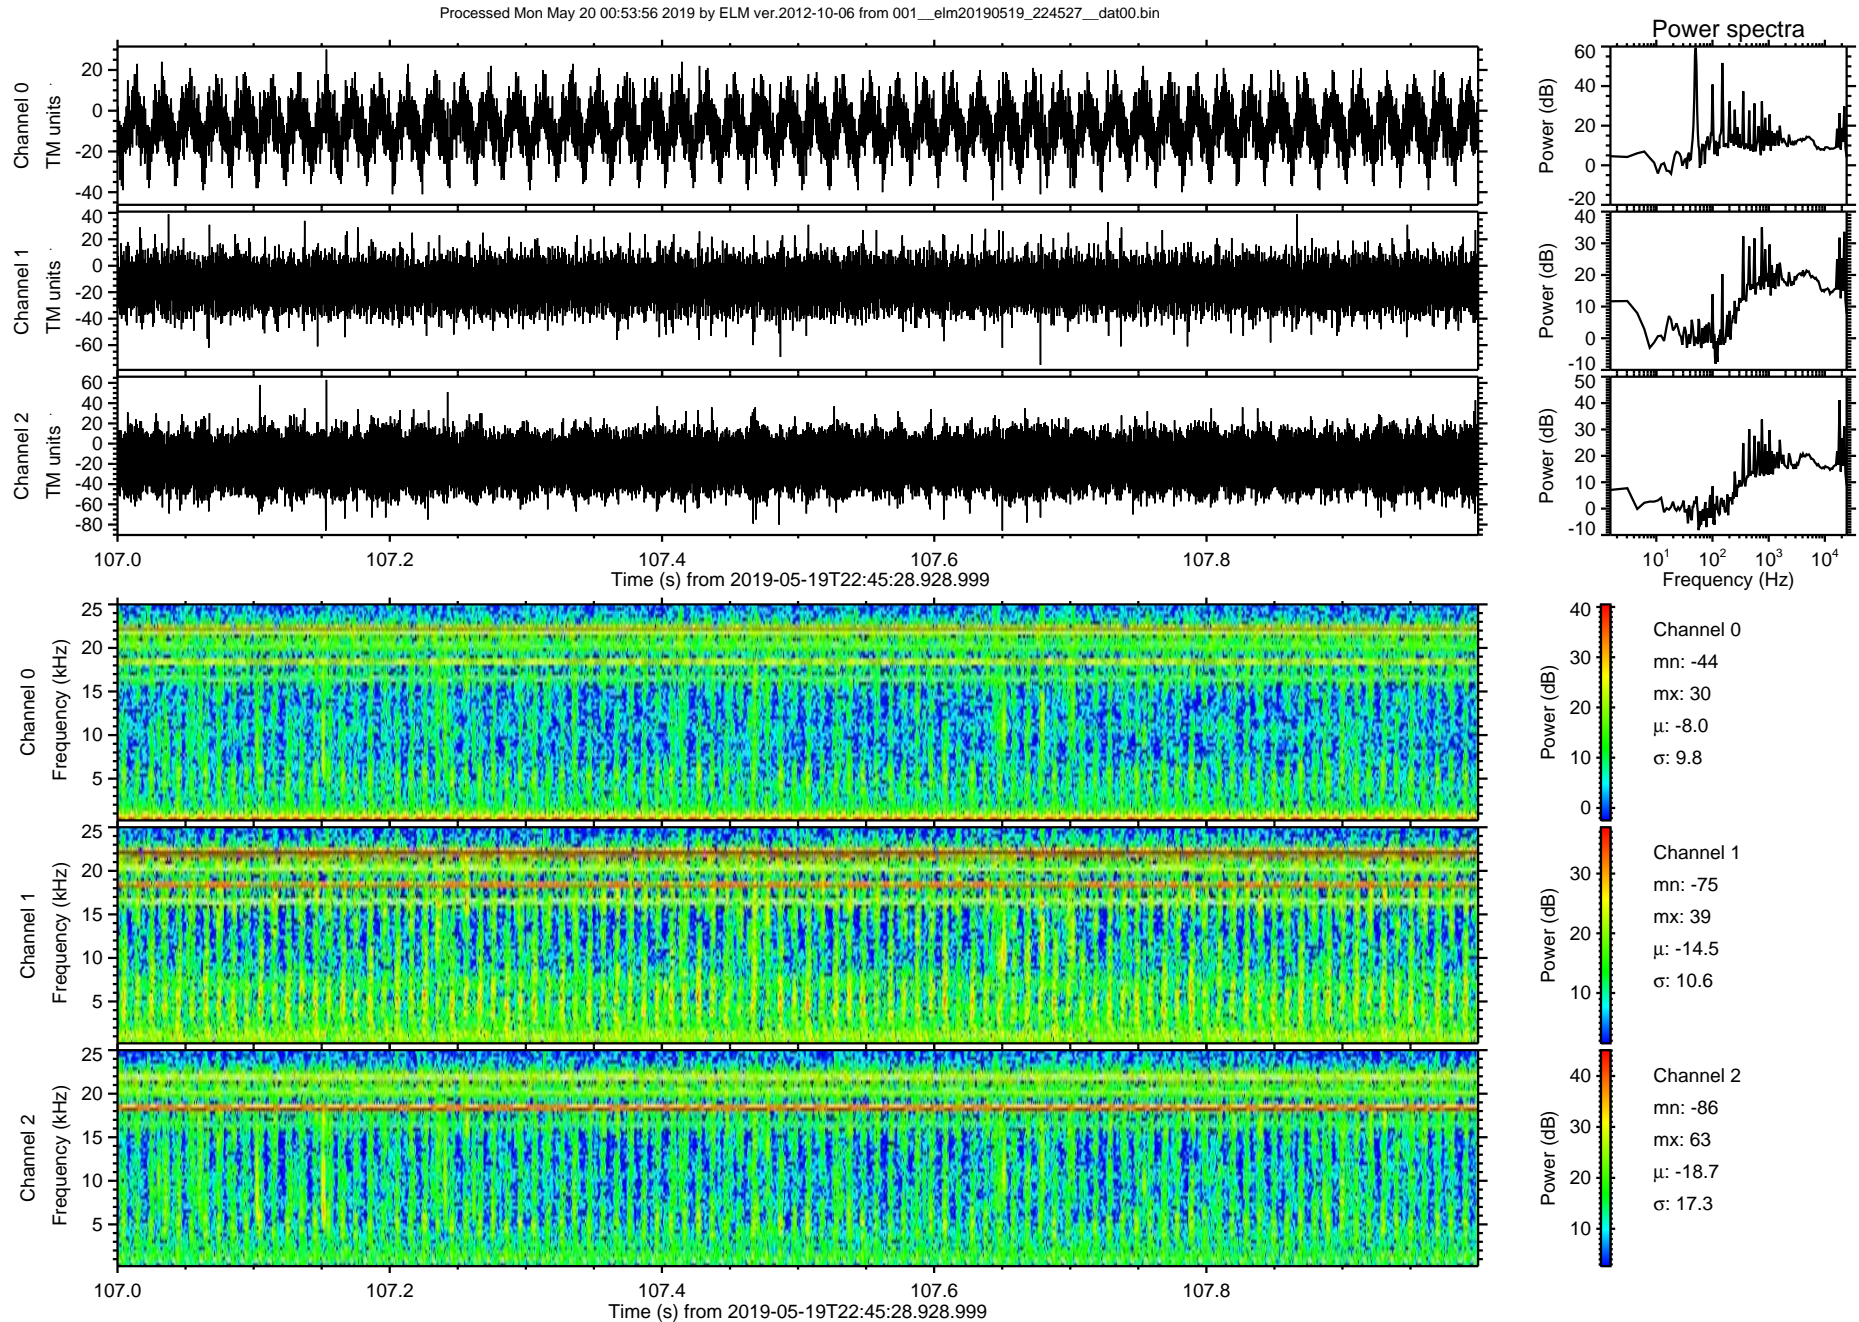 Processed Mon May 20 00:53:56 2019 by ELM ver.2012-10-06 from 001__elm20190519_224527__dat00.bin
Power spectra
Channel 0
TM units
20
0
-20
-40
Power (dB)
60
40
20
0
-20
Channel 1
TM units
40
20
0
-20
-40
-60
Power (dB)
40
30
20
10
0
-10
Channel 2
TM units
60
40
20
0
-20
-40
-60
-80
Power (dB)
50
40
30
20
10
0
-10
107.0 107.2 107.4 107.6 107.8
Time (s) from 2019-05-19T22:45:28.928.999
10^1 10^2 10^3 10^4
Frequency (Hz)
Channel 0
Frequency (kHz)
25
20
15
10
5
Power (dB)
40
30
20
10
0
Channel 0
mn: -44
mx: 30
μ: -8.0
σ: 9.8
Channel 1
Frequency (kHz)
25
20
15
10
5
Power (dB)
30
20
10
Channel 1
mn: -75
mx: 39
μ: -14.5
σ: 10.6
Channel 2
Frequency (kHz)
25
20
15
10
5
Power (dB)
40
30
20
10
Channel 2
mn: -86
mx: 63
μ: -18.7
σ: 17.3
107.0 107.2 107.4 107.6 107.8
Time (s) from 2019-05-19T22:45:28.928.999